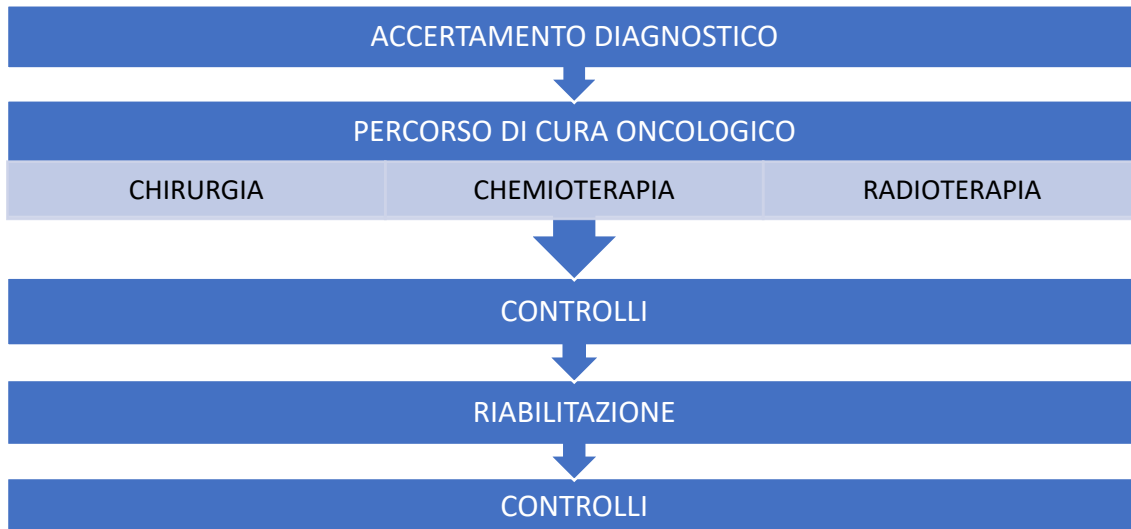 ACCERTAMENTO DIAGNOSTICO
PERCORSO DI CURA ONCOLOGICO
CHIRURGIA
CHEMIOTERAPIA
RADIOTERAPIA
CONTROLLI
RIABILITAZIONE
CONTROLLI